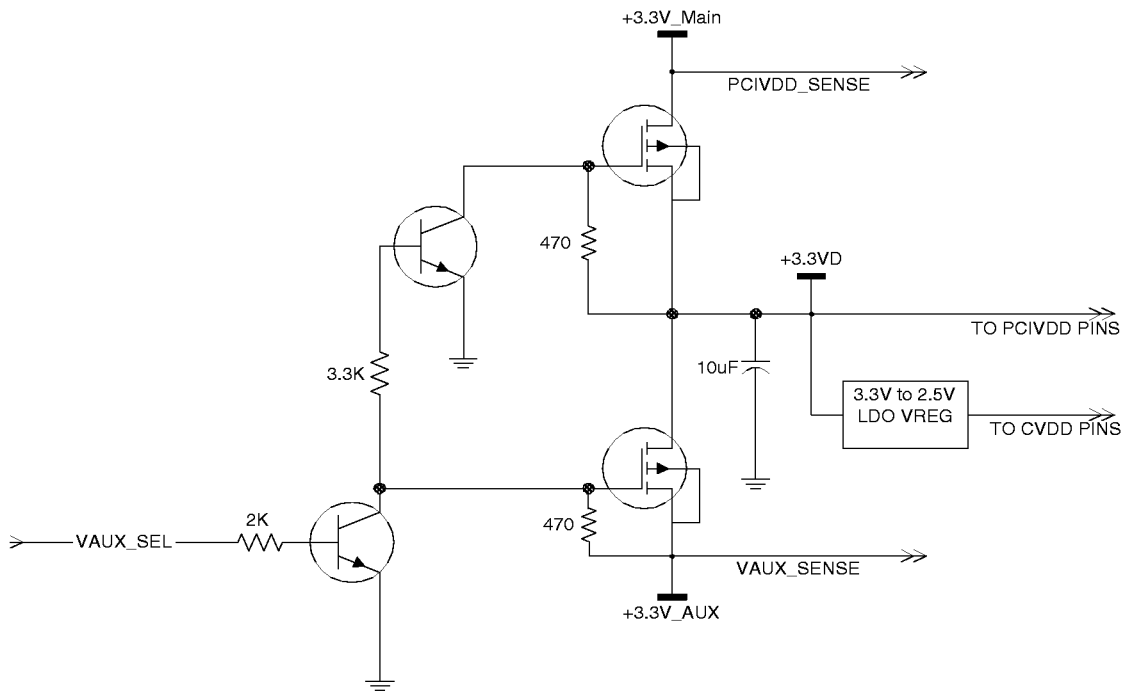 +3.3V_Main
PCIVDD_SENSE
470
+3.3VD
TO PCIVDD PINS
3.3K
10uF
3.3V to 2.5V
LDO VREG
TO CVDD PINS
2K
470
VAUX_SEL
VAUX_SENSE
+3.3V_AUX